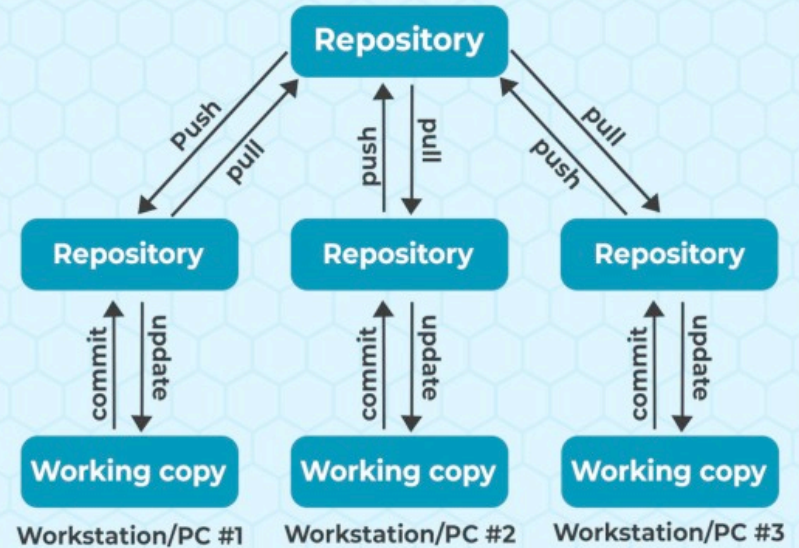 Repository
Push
pull
push
pull
push
pull
Repository
Repository
Repository
commit
update
commit
update
commit
update
Working copy
Working copy
Working copy
Workstation/PC #1
Workstation/PC #2
Workstation/PC #3